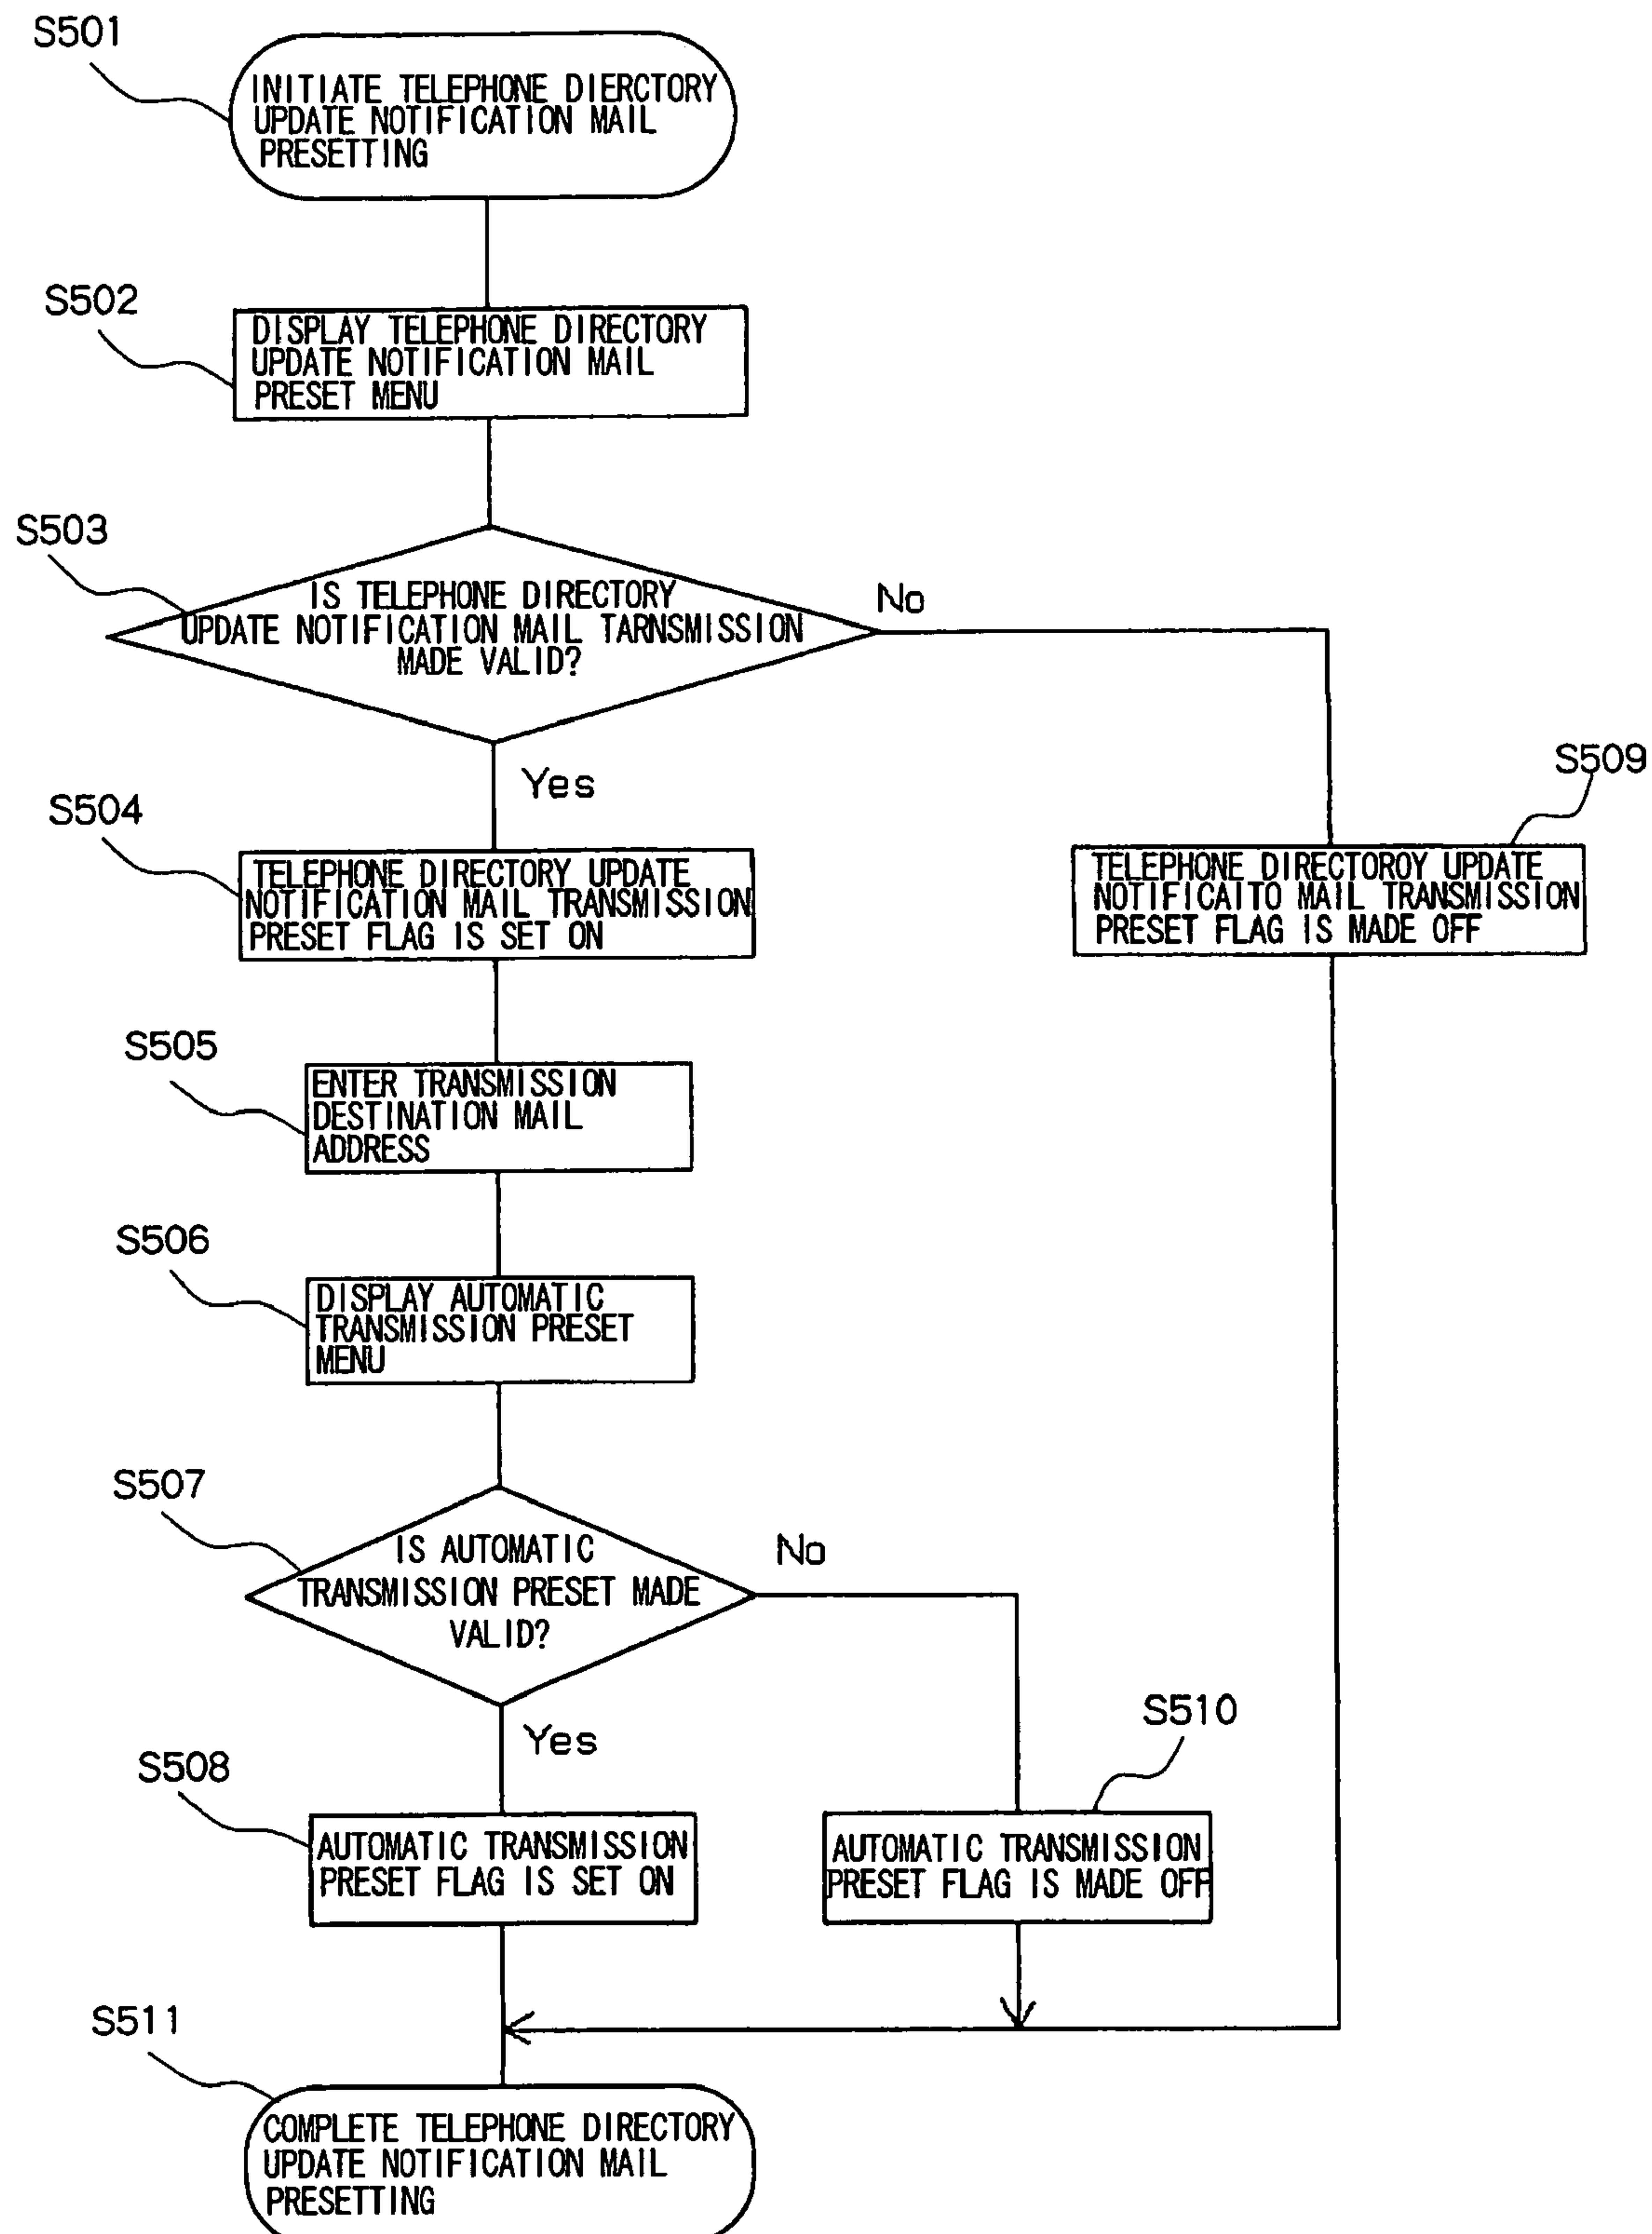 S501
INITIATE TELEPHONE DIERCTORY
UPDATE NOTIFICATION MAIL
PRESETTING
S502
DISPLAY TELEPHONE DIRECTORY
UPDATE NOTIFICATION MAIL
PRESET MENU
S503
IS TELEPHONE DIRECTORY
UPDATE NOTIFICATION MAIL TARNSMISSION
MADE VALID?
No
Yes
S504
TELEPHONE DIRECTORY UPDATE
NOTIFICATION MAIL TRANSMISSION
PRESET FLAG IS SET ON
S509
TELEPHONE DIRECTOROY UPDATE
NOTIFICAITO MAIL TRANSMISSION
PRESET FLAG IS MADE OFF
S505
ENTER TRANSMISSION
DESTINATION MAIL
ADDRESS
S506
DISPLAY AUTOMATIC
TRANSMISSION PRESET
MENU
S507
IS AUTOMATIC
TRANSMISSION PRESET MADE
VALID?
No
Yes
S508
AUTOMATIC TRANSMISSION
PRESET FLAG IS SET ON
S510
AUTOMATIC TRANSMISSION
PRESET FLAG IS MADE OFF
S511
COMPLETE TELEPHONE DIRECTORY
UPDATE NOTIFICATION MAIL
PRESETTING